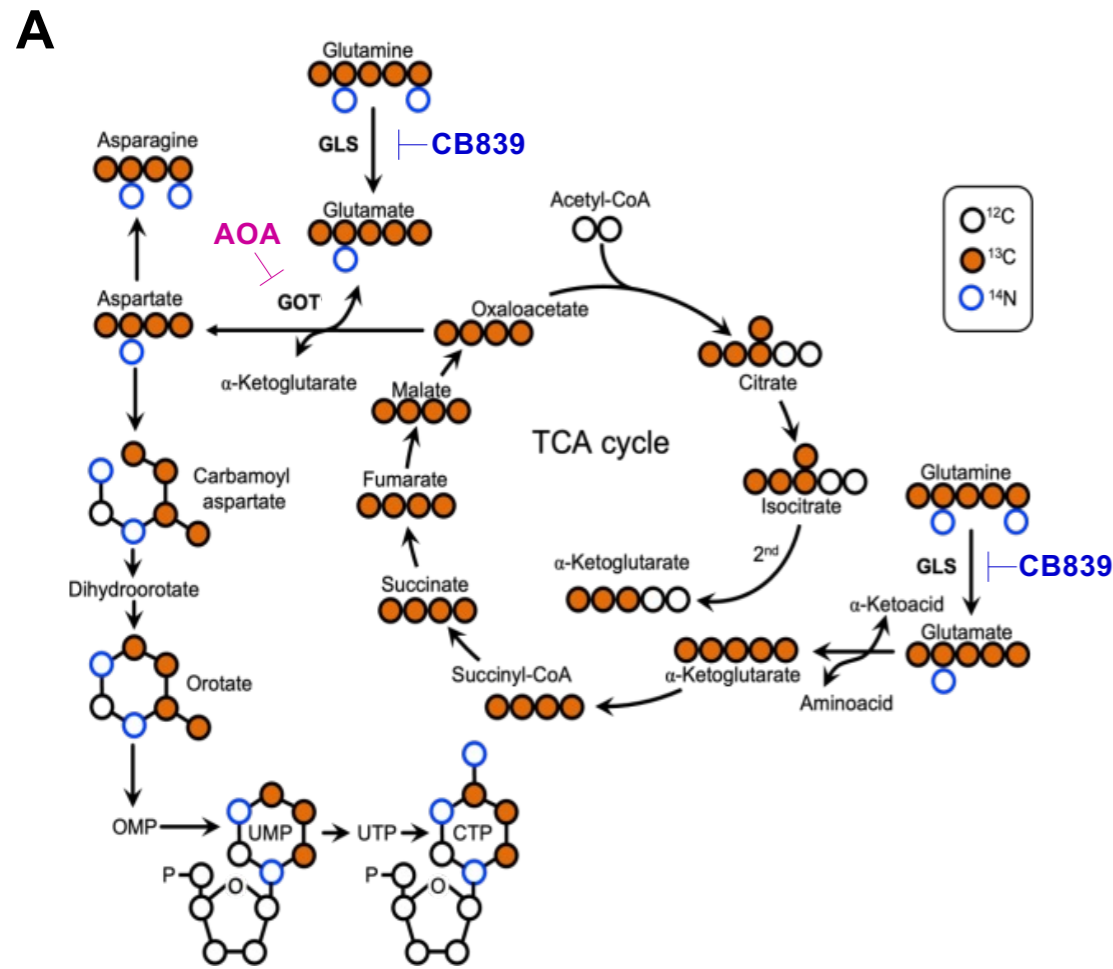 A
Glutamine
GLS
CB839
Asparagine
Glutamate
AOA
GOT
Aspartate
α-Ketoglutarate
Acetyl-CoA
Oxaloacetate
12C
13C
14N
Citrate
Malate
TCA cycle
Isocitrate
Fumarate
2nd
α-Ketoglutarate
Succinate
Succinyl-CoA
Glutamine
GLS
CB839
α-Ketoacid
Glutamate
α-Ketoglutarate
Aminoacid
Carbamoyl
aspartate
Dihydroorotate
Orotate
OMP
UMP
UTP
CTP
P
O
P
O